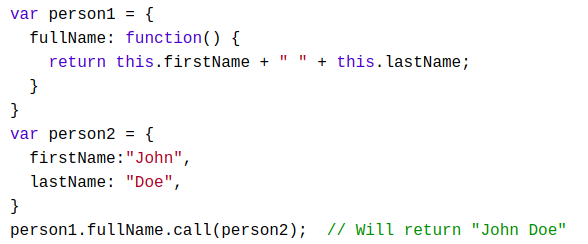 var person1 = {
  fullName: function() {
    return this.firstName + " " + this.lastName;
  }
}
var person2 = {
  firstName:"John",
  lastName: "Doe",
}
person1.fullName.call(person2);  // Will return "John Doe"